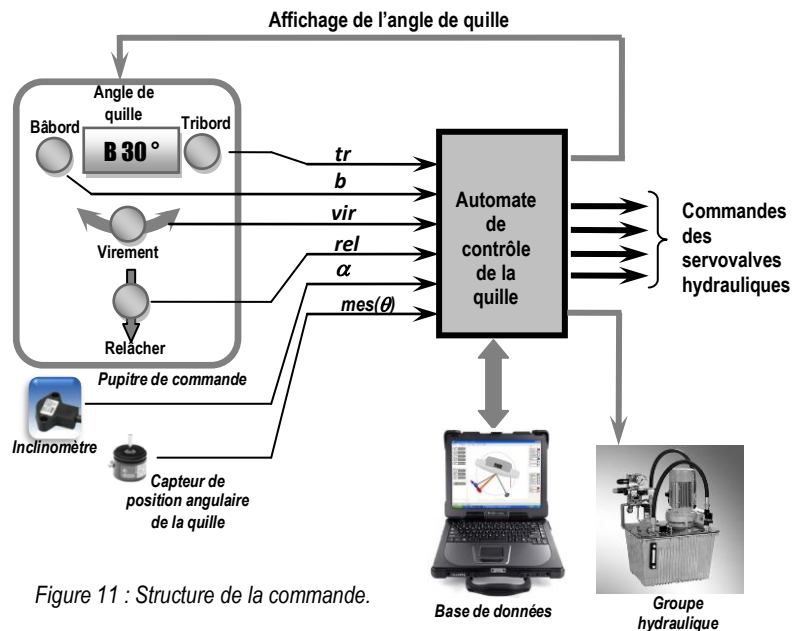 Affichage de l'angle de quille
Angle de
quille
Bâbord
Tribord
B 30 °
Virement
Relâcher
Pupitre de commande
tr
b
vir
rel
α
mes(θ)
Automate
de
contrôle
de la
quille
Commandes
des
servovalves
hydrauliques
Inclinomètre
Capteur de
position angulaire
de la quille
Figure 11 : Structure de la commande.
Base de données
Groupe
hydraulique